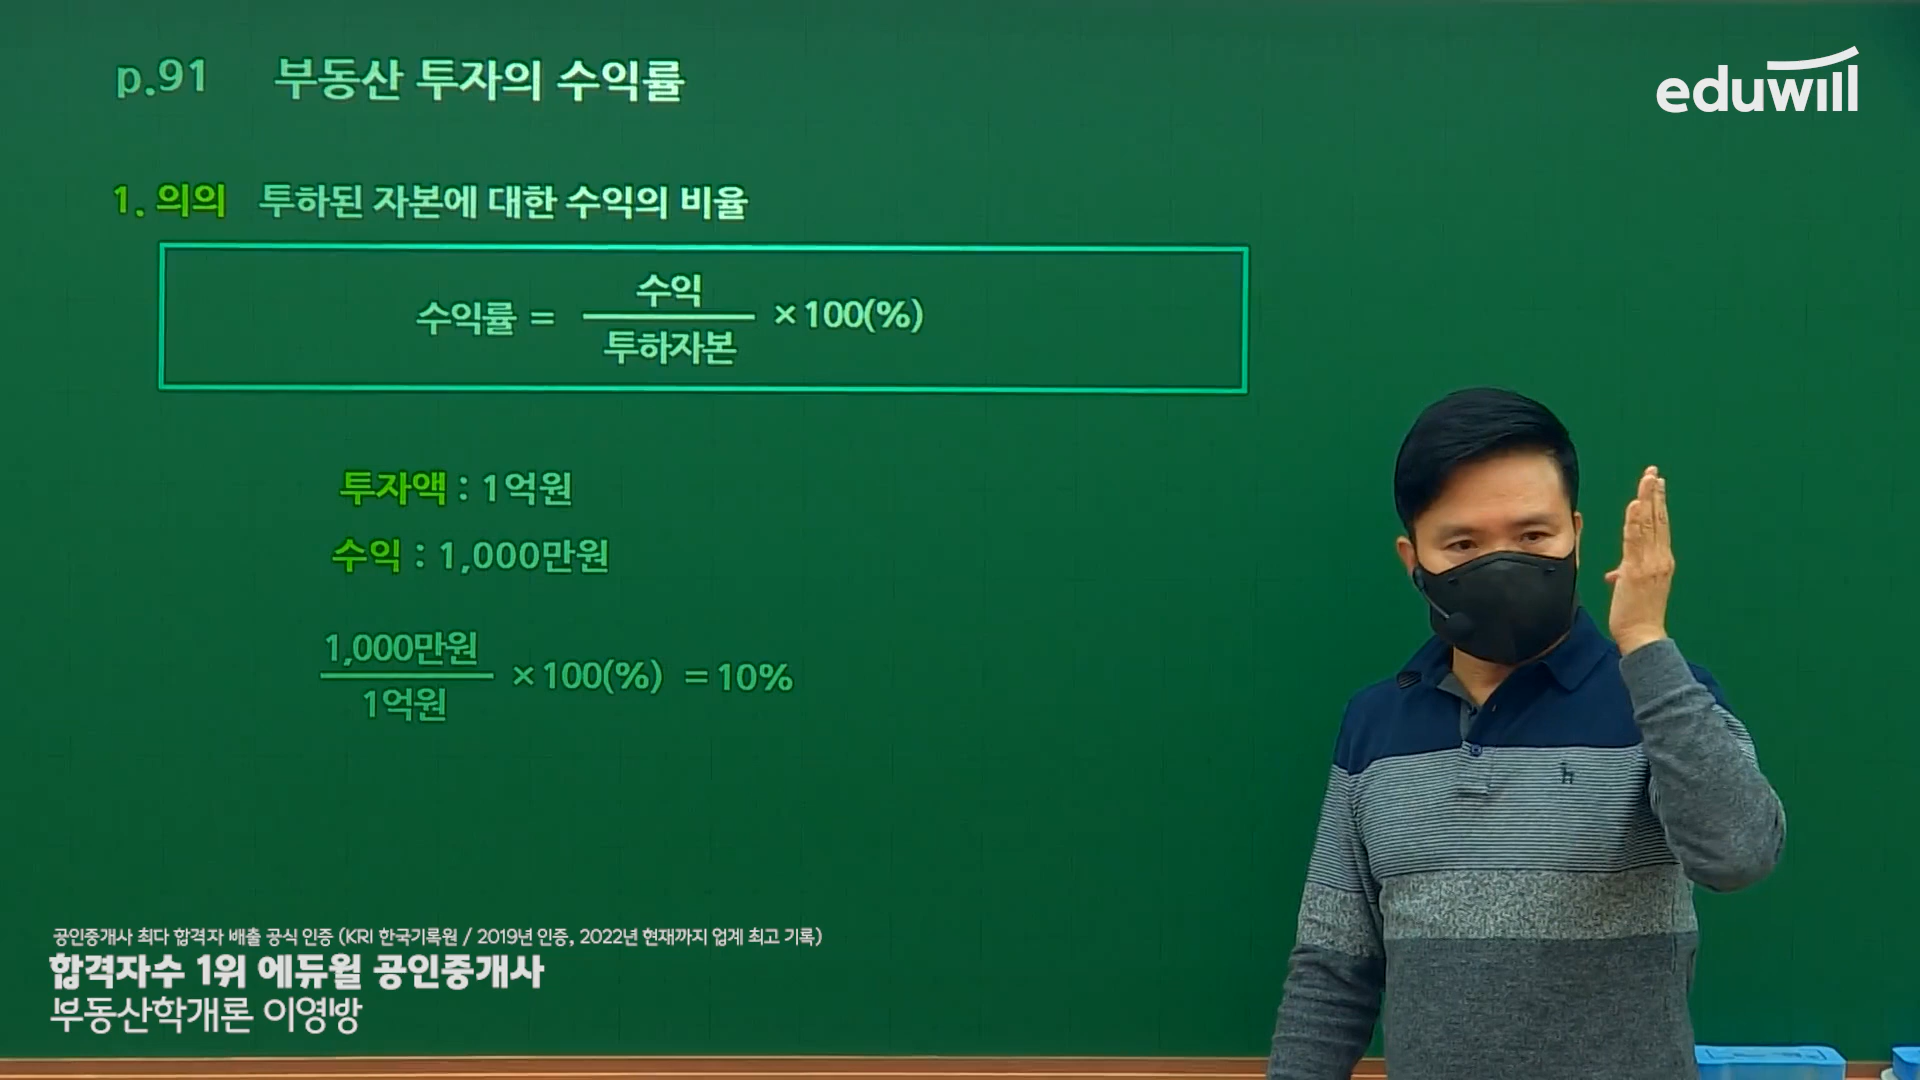 p.91 부동산 투자의 수익률
eduwill
1. 의의 투하된 자본에 대한 수익의 비율
수익률 = 수익 / 투하자본 ×100(%)
투자액 : 1억원
수익 : 1,000만원
1,000만원 / 1억원 ×100(%) =10%
공인중개사 최다 합격자 배출 공식 인증 (KRI 한국기록원 / 2019년 인증, 2022년 현재까지 업계 최고 기록)
합격자수 1위 에듀윌 공인중개사
부동산학개론 이영방